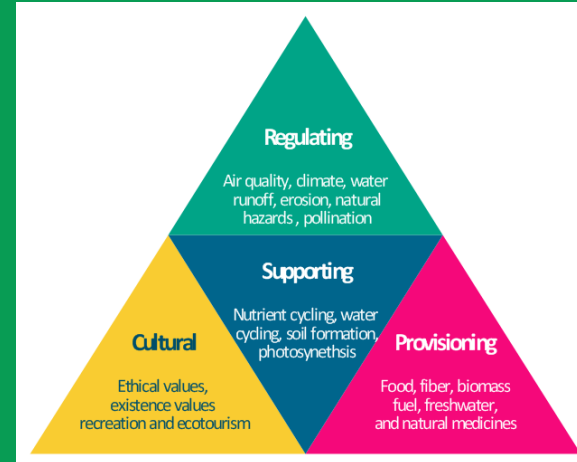 Regulating
Air quality, climate, water
runoff, erosion, natural
hazards , pollination
Supporting
Nutrient cycling, water
cycling, soil formation,
photosynethsis
Cultural
Ethical values,
existence values
recreation and ecotourism
Provisioning
Food, fiber, biomass
fuel, freshwater,
and natural medicines